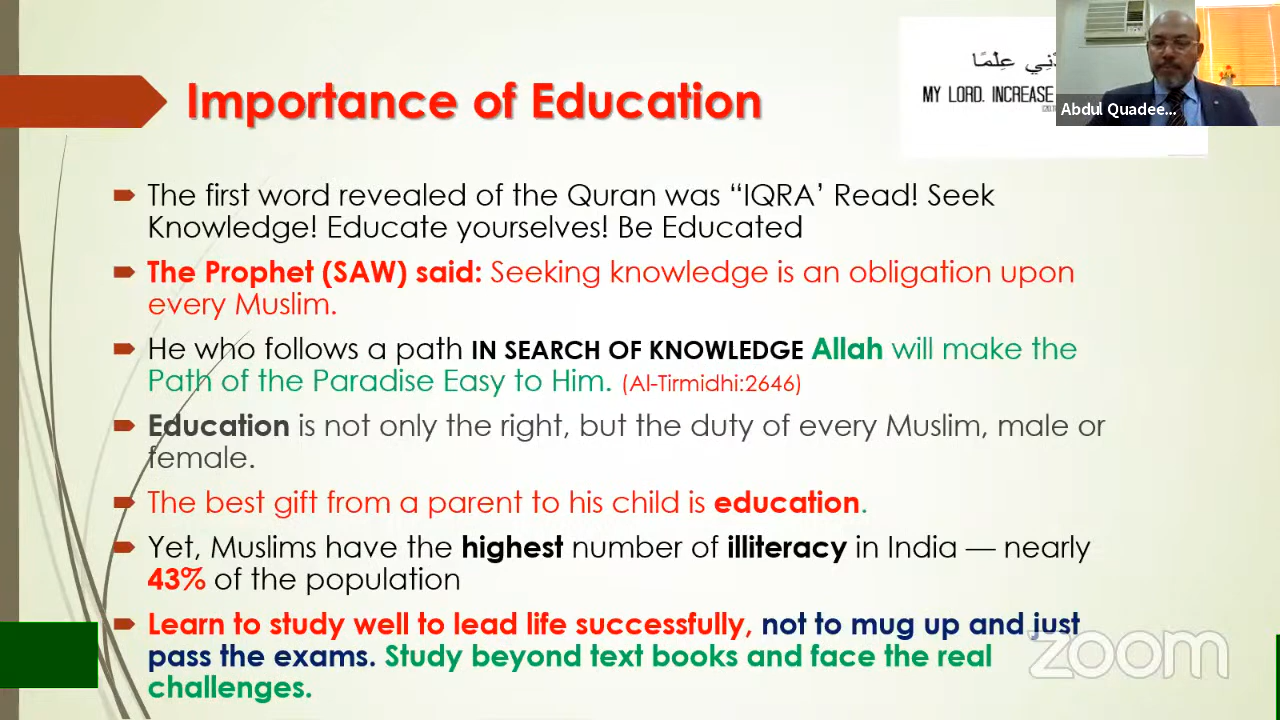 Importance of Education
نِي عِلْمًا
MY LORD. INCREASE
Abdul Quadee...
The first word revealed of the Quran was “IQRA’ Read! Seek
Knowledge! Educate yourselves! Be Educated
The Prophet (SAW) said: Seeking knowledge is an obligation upon
every Muslim.
He who follows a path IN SEARCH OF KNOWLEDGE Allah will make the
Path of the Paradise Easy to Him. (Al-Tirmidhi:2646)
Education is not only the right, but the duty of every Muslim, male or
female.
The best gift from a parent to his child is education.
Yet, Muslims have the highest number of illiteracy in India — nearly
43% of the population
Learn to study well to lead life successfully, not to mug up and just
pass the exams. Study beyond text books and face the real
challenges.
zoom